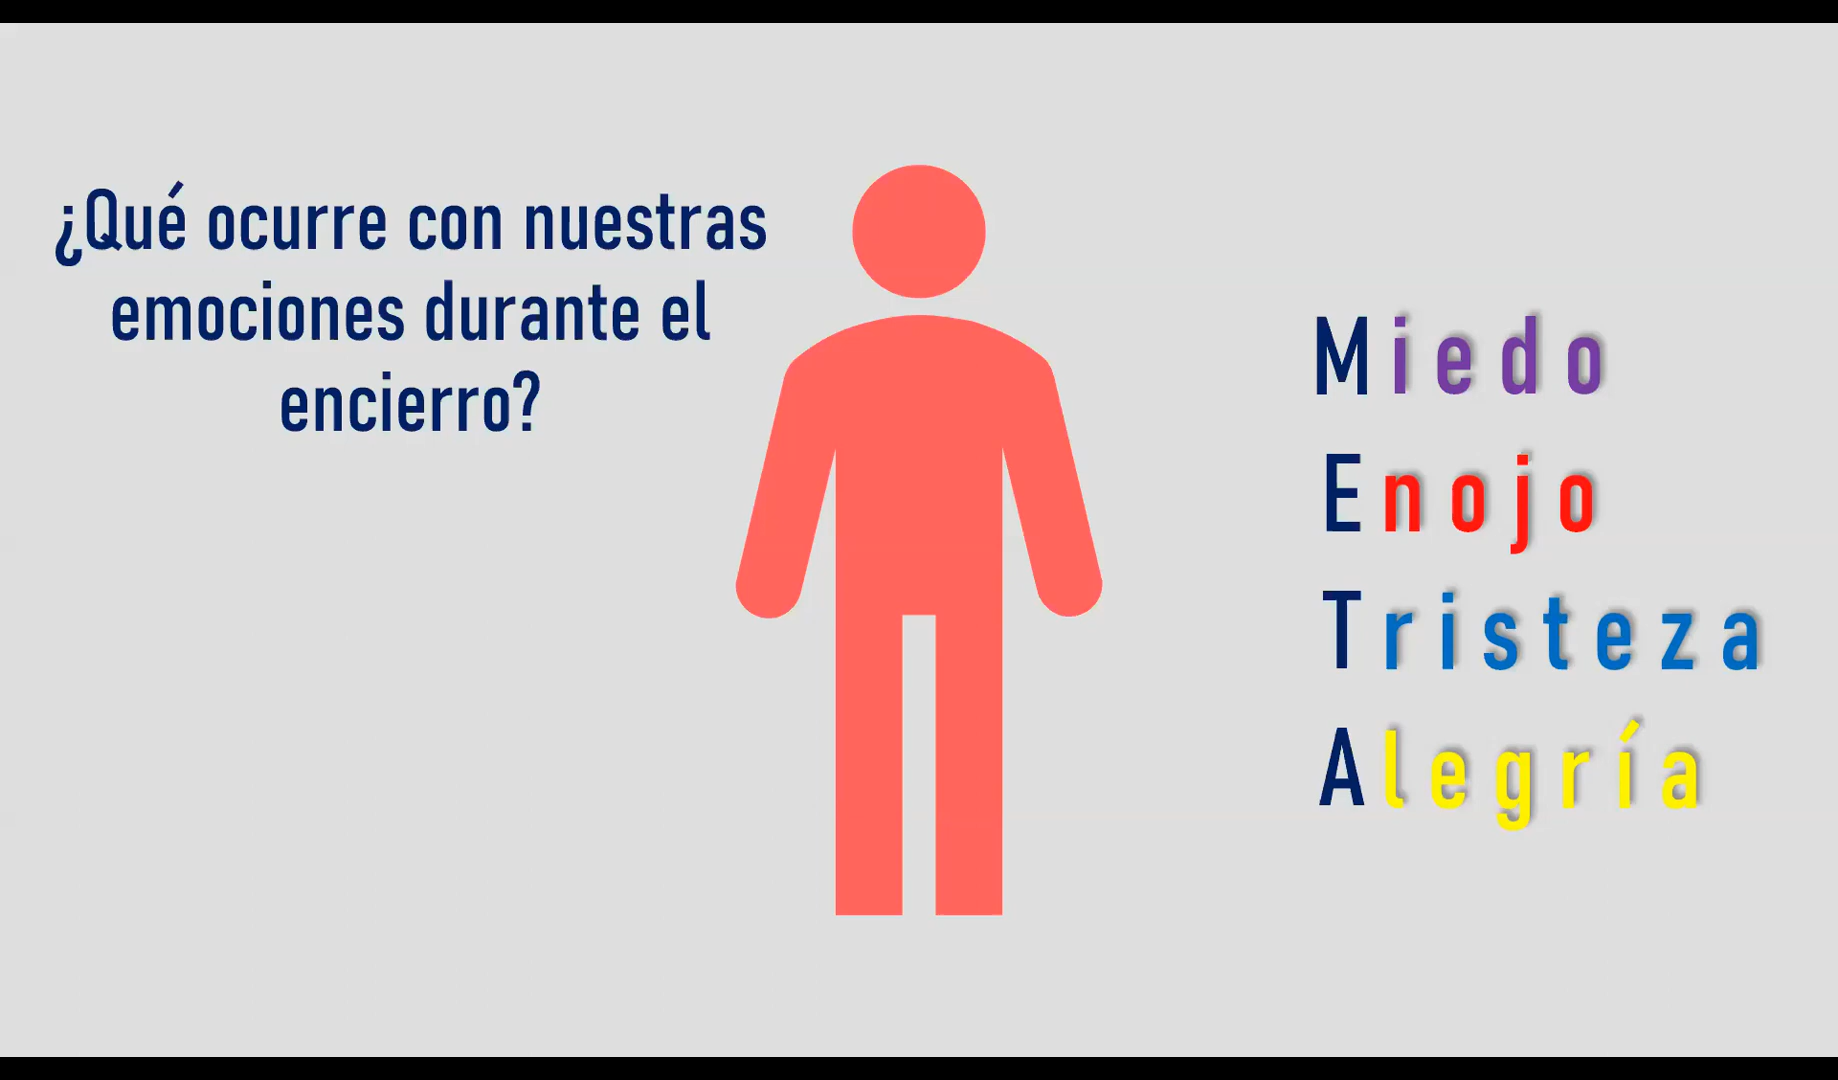 ¿Qué ocurre con nuestras
emociones durante el
encierro?
Miedo
Enojo
Tristeza
Alegría